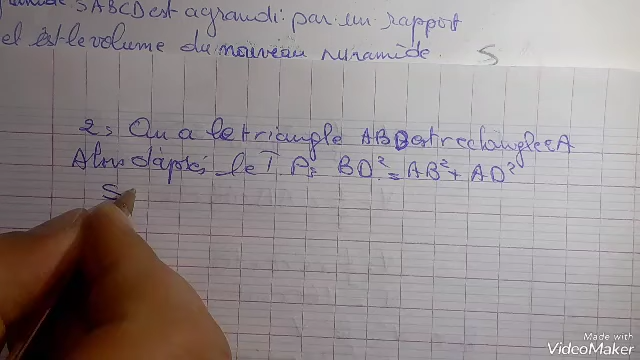 SABCD est agrandi par un rapport
el est le volume du nouveau pyramide. S
2) On a le triangle ABD est rectangle A
Alors d'après le T P: BD² = AB² + AD²
S
Made with
VideoMaker